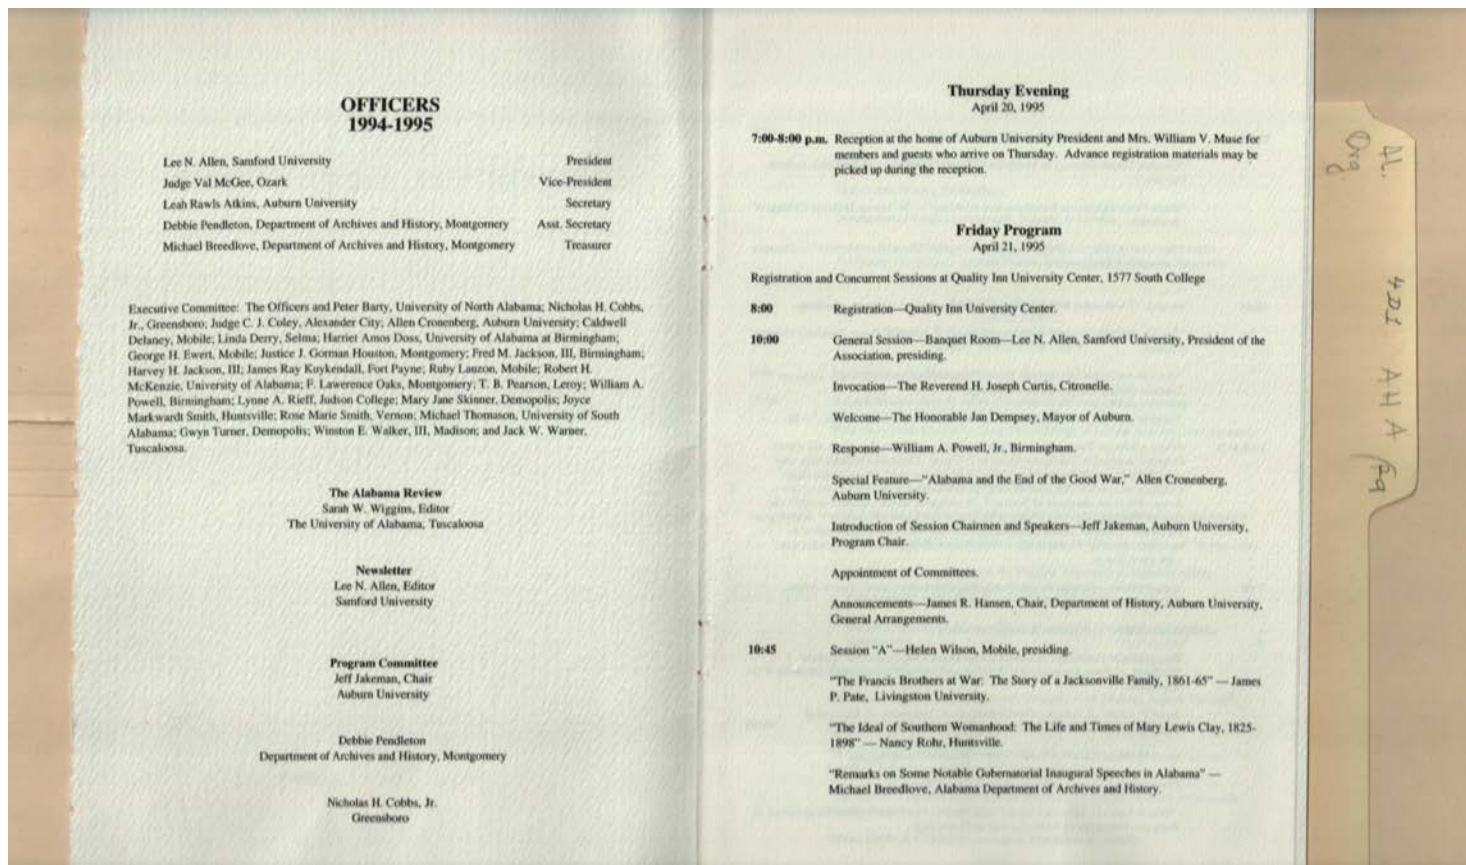 OFFICERS
1994-1995
Lee N. Allen, Samford University President
Judge Val McGee, Ozark Vice-President
Leah Rawls Atkins, Auburn University Secretary
Debbie Pendleton, Department of Archives and History, Montgomery Asst. Secretary
Michael Breedlove, Department of Archives and History, Montgomery Treasurer
Executive Committee: The Officers and Peter Barty, University of North Alabama; Nicholas H. Cobbs,
Jr., Greensboro; Judge C. J. Coley, Alexander City; Allen Cronenberg, Auburn University; Caldwell
Delaney, Mobile; Linda Derry, Selma; Harriet Amos Doss, University of Alabama at Birmingham;
George H. Ewert, Mobile; Justice J. Gorman Houston, Montgomery; Fred M. Jackson, III, Birmingham;
Harvey H. Jackson, III; James Ray Kuykendall, Fort Payne; Ruby Lauzon, Mobile; Robert H.
McKenzie, University of Alabama; F. Lawerence Oaks, Montgomery; T. B. Pearson, Leroy; William A.
Powell, Birmingham; Lynne A. Rieff, Judson College; Mary Jane Skinner, Demopolis; Joyce
Markwardt Smith, Huntsville; Rose Marie Smith, Vernon; Michael Thomason, University of South
Alabama; Gwyn Turner, Demopolis; Winston E. Walker, III, Madison; and Jack W. Warner,
Tuscaloosa.
The Alabama Review
Sarah W. Wiggins, Editor
The University of Alabama, Tuscaloosa
Newsletter
Lee N. Allen, Editor
Samford University
Program Committee
Jeff Jakeman, Chair
Auburn University
Debbie Pendleton
Department of Archives and History, Montgomery
Nicholas H. Cobbs, Jr.
Greensboro
Thursday Evening
April 20, 1995
7:00-8:00 p.m. Reception at the home of Auburn University President and Mrs. William V. Muse for
members and guests who arrive on Thursday. Advance registration materials may be
picked up during the reception.
Friday Program
April 21, 1995
Registration and Concurrent Sessions at Quality Inn University Center, 1577 South College
8:00 Registration—Quality Inn University Center.
10:00 General Session—Banquet Room—Lee N. Allen, Samford University, President of the
Association, presiding.
Invocation—The Reverend H. Joseph Curtis, Citronelle.
Welcome—The Honorable Jan Dempsey, Mayor of Auburn.
Response—William A. Powell, Jr., Birmingham.
Special Feature—"Alabama and the End of the Good War," Allen Cronenberg,
Auburn University.
Introduction of Session Chairmen and Speakers—Jeff Jakeman, Auburn University,
Program Chair.
Appointment of Committees.
Announcements—James R. Hansen, Chair, Department of History, Auburn University,
General Arrangements.
10:45 Session "A"—Helen Wilson, Mobile, presiding.
"The Francis Brothers at War: The Story of a Jacksonville Family, 1861-65" — James
P. Pate, Livingston University.
"The Ideal of Southern Womanhood: The Life and Times of Mary Lewis Clay, 1825-
1898" — Nancy Rohr, Huntsville.
"Remarks on Some Notable Gubernatorial Inaugural Speeches in Alabama" —
Michael Breedlove, Alabama Department of Archives and History.
Al. AHA
Org